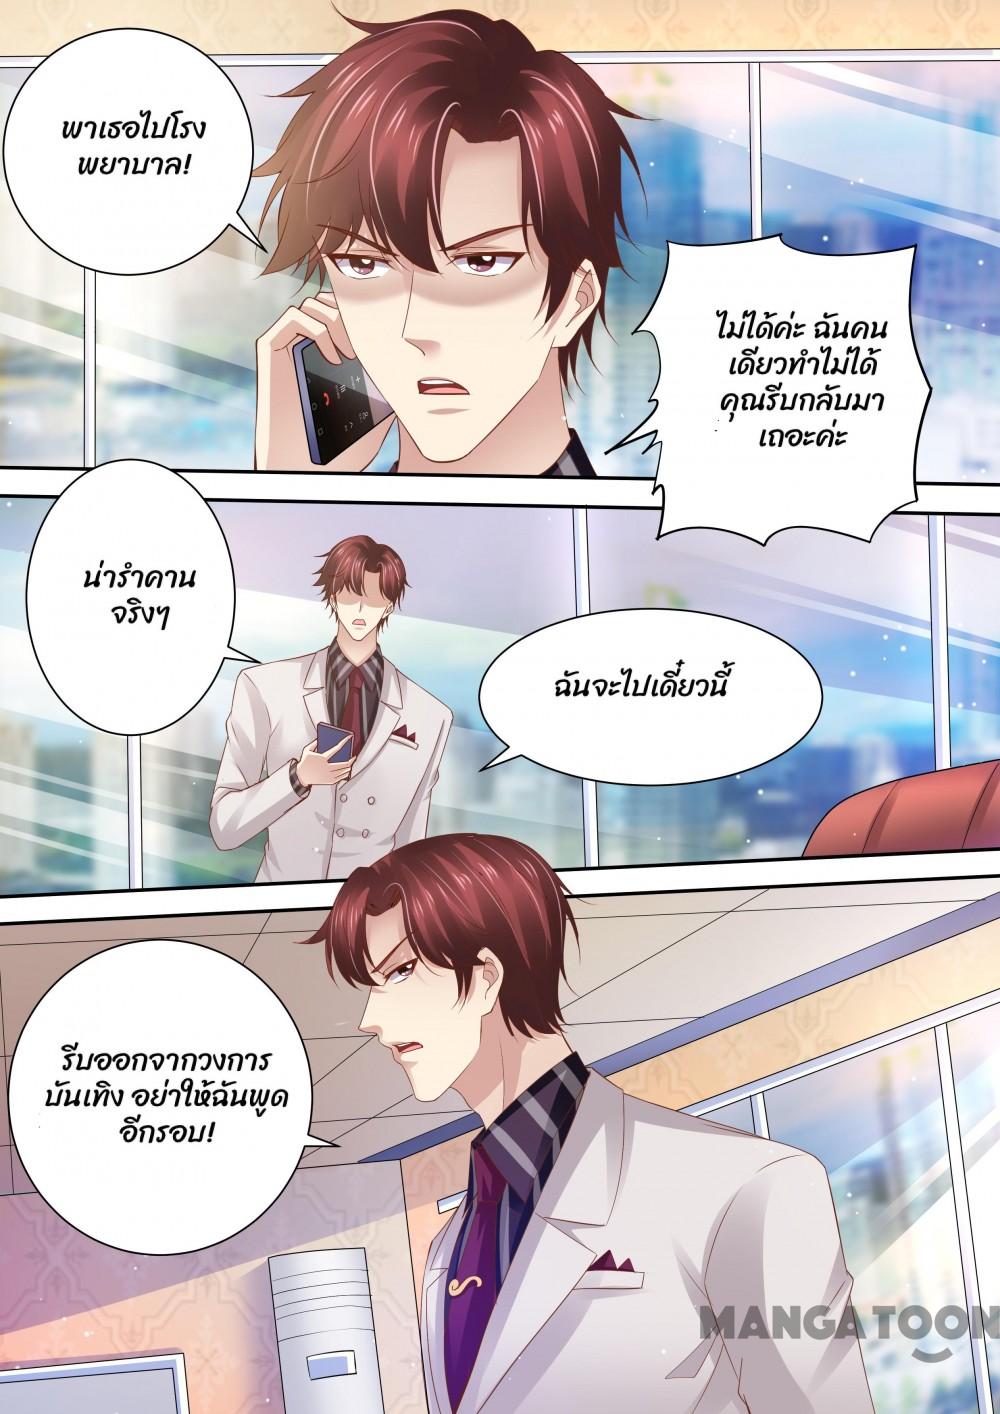 พาเธอไปโรง
พยาบาล!
ไม่ได้ค่ะ ฉันคน
เดียวทำไม่ได้
คุณรีบกลับมา
เถอะค่ะ
น่ารำคาน
จริงๆ
ฉันจะไปเดี๋ยวนี้
รีบออกจากวงการ
บันเทิง อย่าให้ฉันพูด
อีกรอบ!
MANGATOON